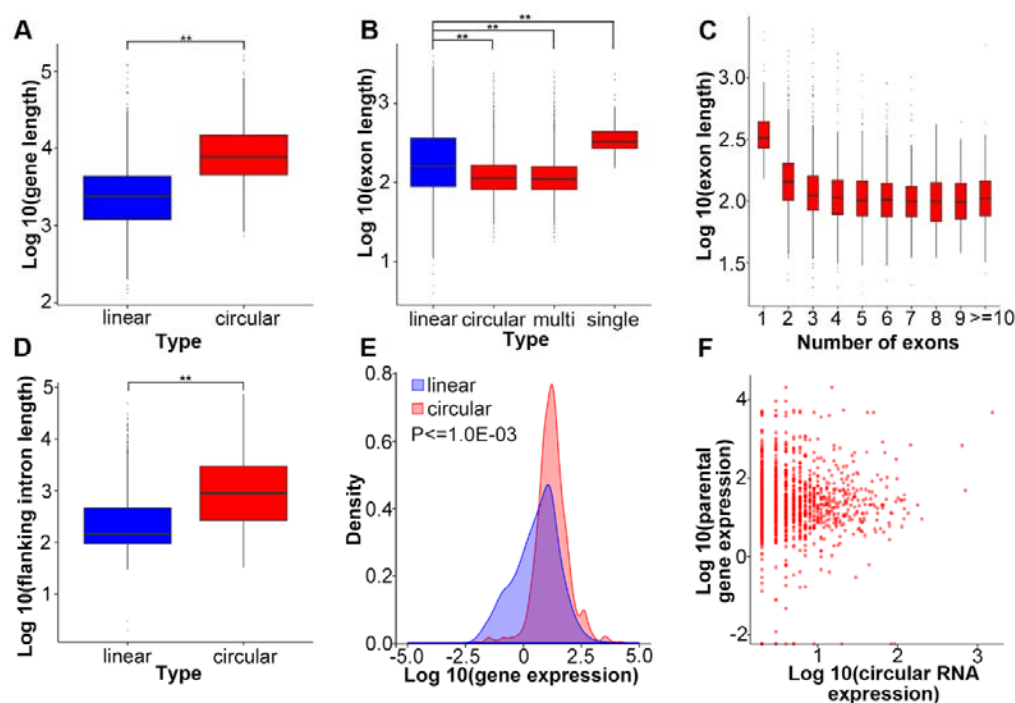 A
Log 10(gene length)
5
4
3
2
**
linear circular
Type
B
Log 10(exon length)
3
2
1
**
**
**
linear circular multi single
Type
C
Log 10(exon length)
3.0
2.5
2.0
1.5
1 2 3 4 5 6 7 8 9 >=10
Number of exons
D
Log 10(flanking intron length)
5
4
3
2
1
**
linear circular
Type
E
Density
0.8
0.6
0.4
0.2
0.0
linear
circular
P<=1.0E-03
-5.0 -2.5 0 2.5 5.0
Log 10(gene expression)
F
Log 10(parental
gene expression)
4
2
0
-2
1 2 3
Log 10(circular RNA
expression)